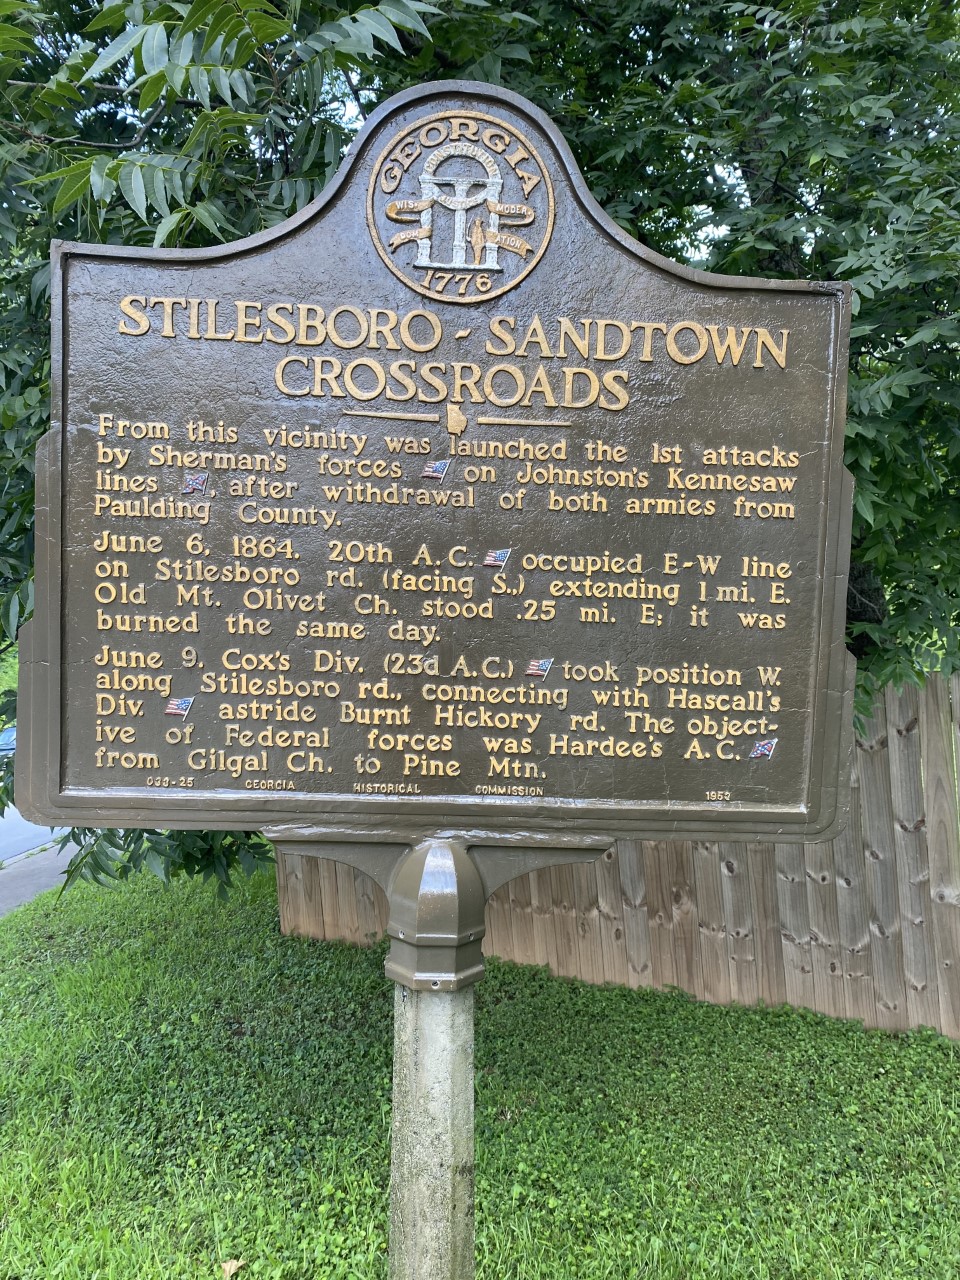 GEORGIA
CONSTITUTION
JUSTICE
WIS- MODER-
DOM ATION
1776
STILESBORO - SANDTOWN
CROSSROADS
From this vicinity was launched the 1st attacks
by Sherman's forces on Johnston's Kennesaw
lines , after withdrawal of both armies from
Paulding County.
June 6, 1864. 20th A.C. occupied E-W line
on Stilesboro rd. (facing S.,) extending 1 mi. E.
Old Mt. Olivet Ch. stood .25 mi. E; it was
burned the same day.
June 9. Cox's Div. (23d A.C.) took position W.
along Stilesboro rd., connecting with Hascall's
Div. astride Burnt Hickory rd. The object-
ive of Federal forces was Hardee's A.C.
from Gilgal Ch. to Pine Mtn.
033-25 GEORGIA HISTORICAL COMMISSION